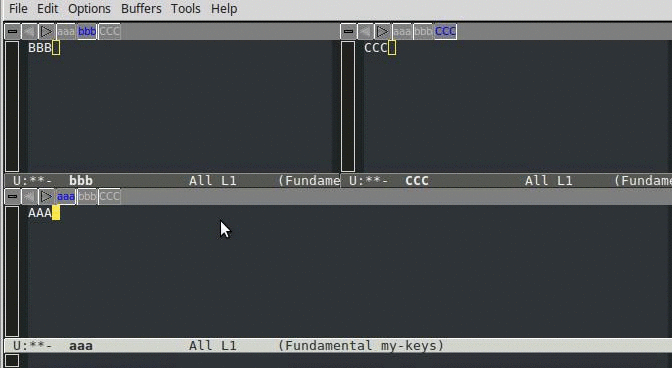 File Edit Options Buffers Tools Help
aaa bbb CCC
BBB
U:**- bbb All L1 (Fundame
aaa bbb CCC
CCC
U:**- CCC All L1 (Fundame
aaa bbb CCC
AAA
U:**- aaa All L1 (Fundamental my-keys)